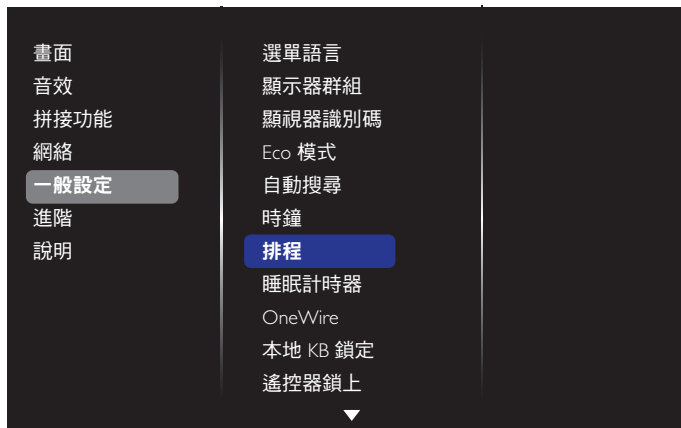 畫面
音效
拼接功能
網絡
一般設定
進階
說明
選單語言
顯示器群組
顯視器識別碼
Eco 模式
自動搜尋
時鐘
排程
睡眠計時器
OneWire
本地 KB 鎖定
遙控器鎖上